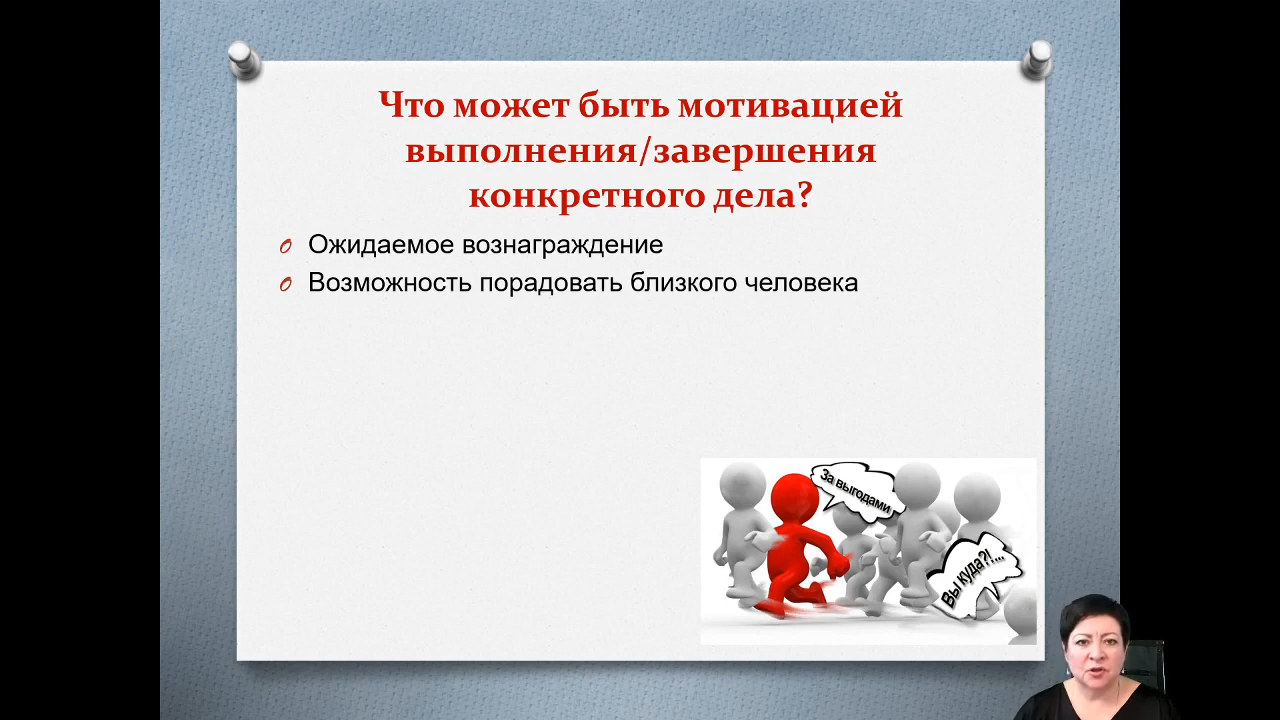 Что может быть мотивацией
выполнения/завершения
конкретного дела?
Ожидаемое вознаграждение
Возможность порадовать близкого человека
За выгодами
Вы куда?!...